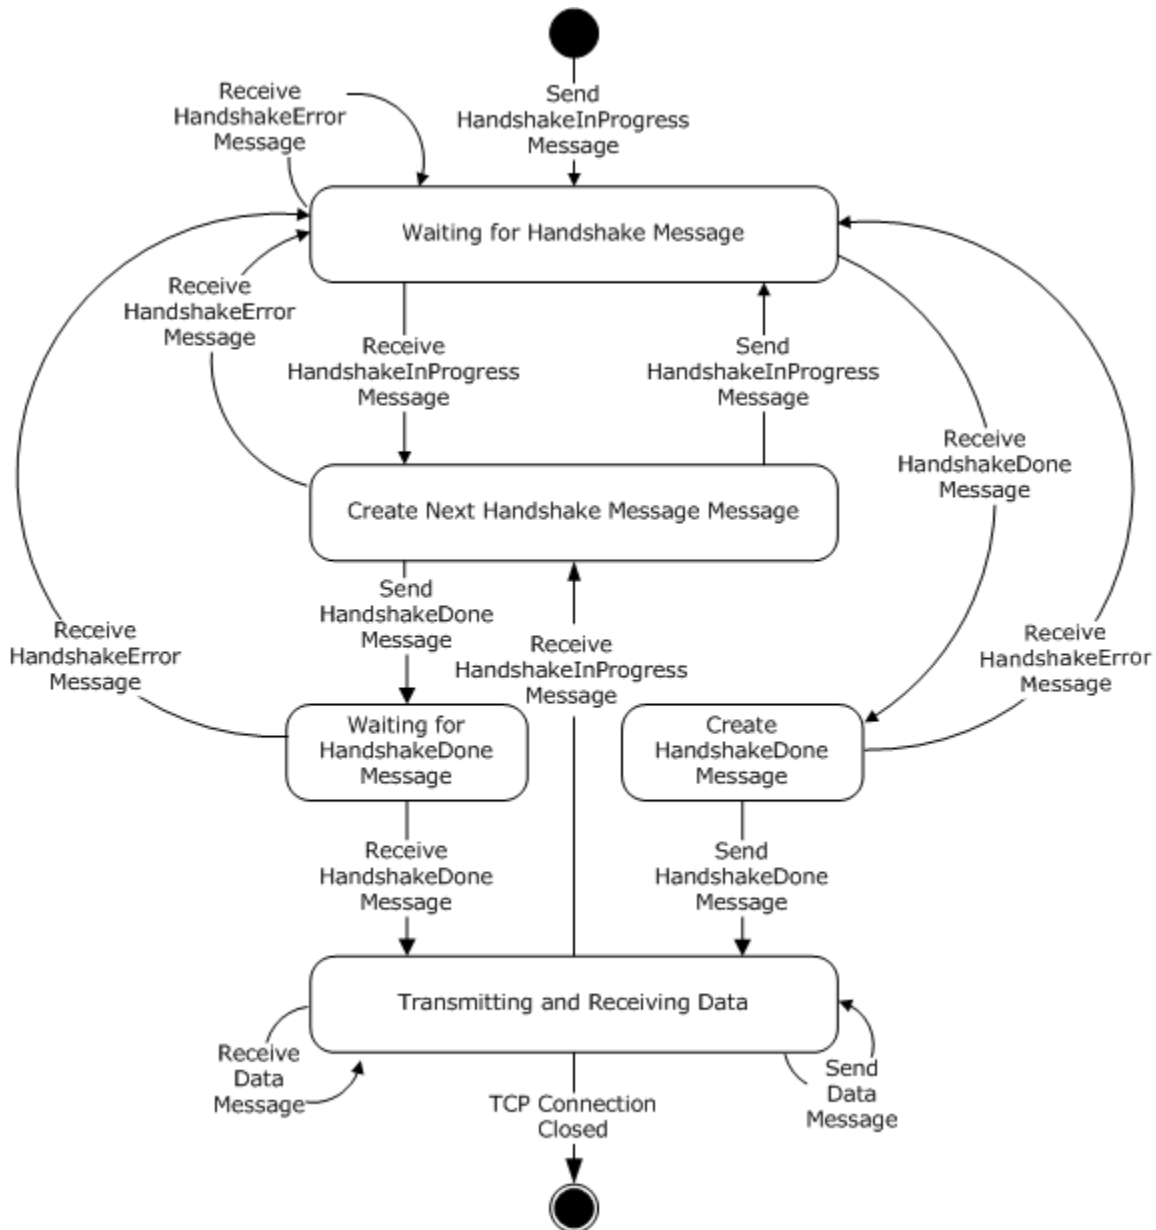 Receive
HandshakeError
Message
Send
HandshakeInProgress
Message
Waiting for Handshake Message
Receive
HandshakeError
Message
Receive
HandshakeInProgress
Message
Send
HandshakeInProgress
Message
Receive
HandshakeDone
Message
Create Next Handshake Message Message
Send
HandshakeDone
Message
Receive
HandshakeError
Message
Receive
HandshakeInProgress
Message
Receive
HandshakeError
Message
Waiting for
HandshakeDone
Message
Create
HandshakeDone
Message
Receive
HandshakeDone
Message
Send
HandshakeDone
Message
Transmitting and Receiving Data
Receive
Data
Message
TCP Connection
Closed
Send
Data
Message